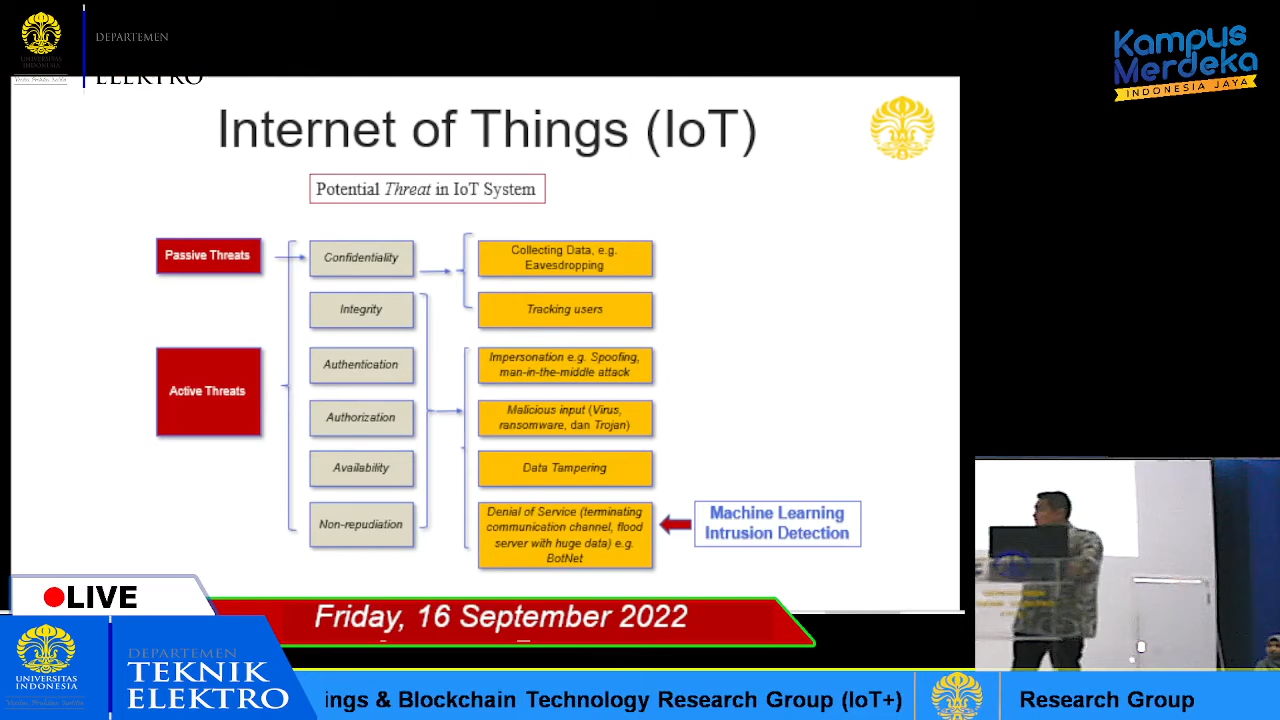 UNIVERSITAS
INDONESIA
DEPARTEMEN
ELEKTRO
Kampus
Merdeka
INDONESIA JAYA
Internet of Things (IoT)
Potential Threat in IoT System
Passive Threats
Active Threats
Confidentiality
Integrity
Authentication
Authorization
Availability
Non-repudiation
Collecting Data, e.g.
Eavesdropping
Tracking users
Impersonation e.g. Spoofing,
man-in-the-middle attack
Malicious input (Virus,
ransomware, dan Trojan)
Data Tampering
Denial of Service (terminating
communication channel, flood
server with huge data) e.g.
BotNet
Machine Learning
Intrusion Detection
LIVE
Friday, 16 September 2022
UNIVERSITAS
INDONESIA
DEPARTEMEN
TEKNIK
ELEKTRO
ings & Blockchain Technology Research Group (IoT+)
Research Group